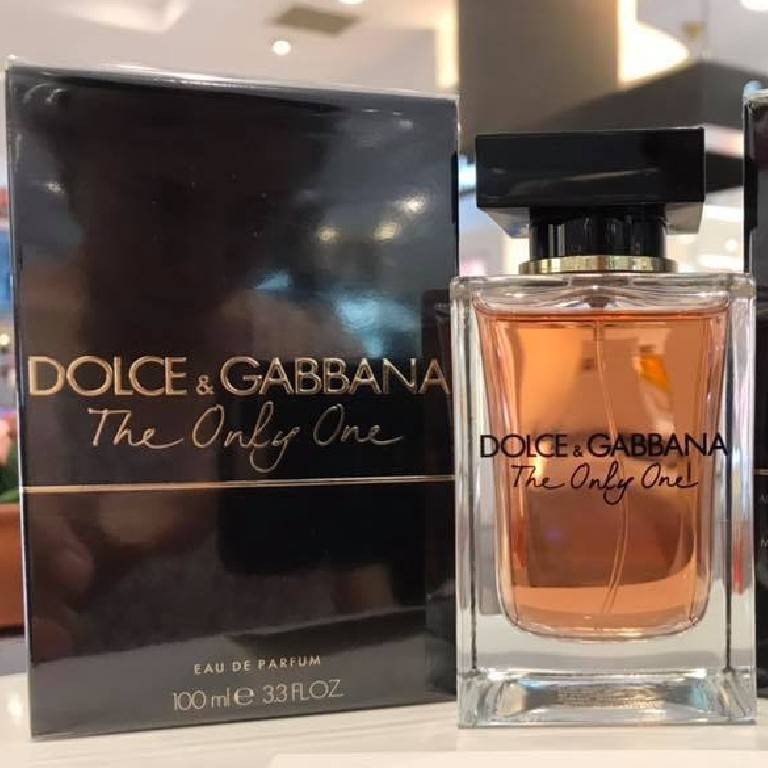 DOLCE & GABBANA
The Only One
EAU DE PARFUM
100 ml e 3.3 FL.OZ.
DOLCE & GABBANA
The Only One